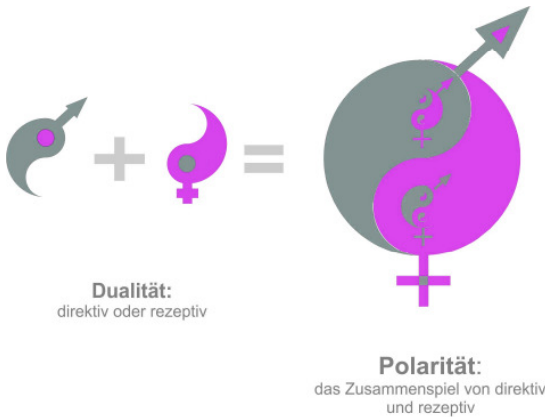 Dualität:
direktiv oder rezeptiv
Polarität:
das Zusammenspiel von direktiv
und rezeptiv